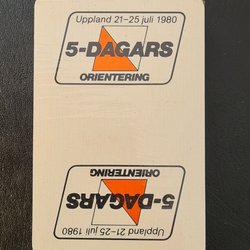 Uppland 21-25 juli 1980
5-DAGARS
ORIENTERING
5-DAGARS
ORIENTERING
Uppland 21-25 juli 1980